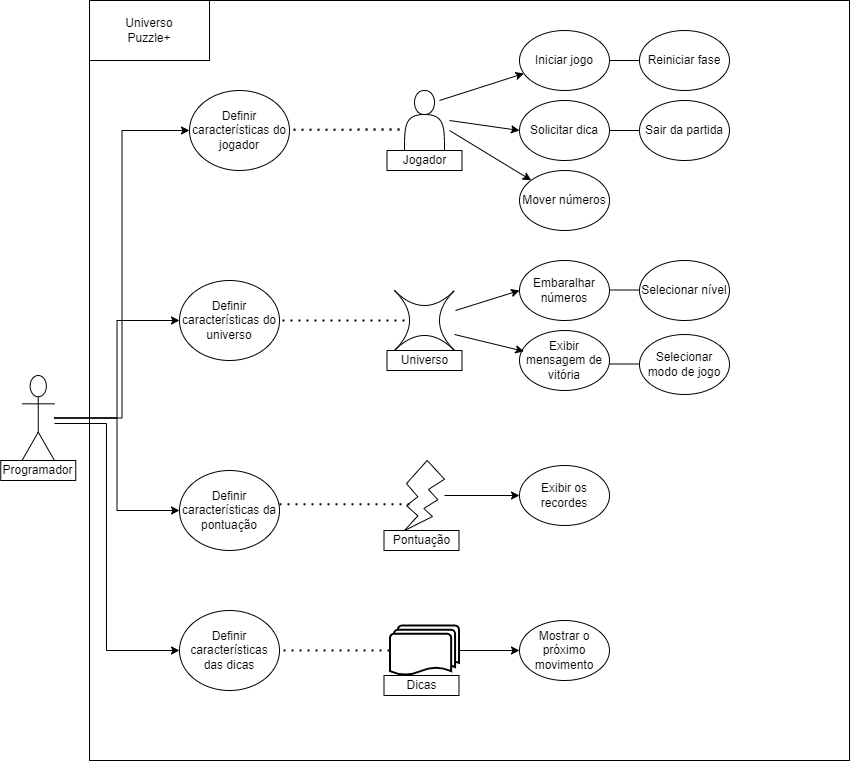 Universo
Puzzle+
Iniciar jogo
Reiniciar fase
Definir
características do
jogador
Solicitar dica
Sair da partida
Jogador
Mover números
Definir
características do
universo
Embaralhar
números
Selecionar nível
Universo
Exibir
mensagem de
vitória
Selecionar
modo de jogo
Programador
Definir
características da
pontuação
Exibir os
recordes
Pontuação
Definir
características
das dicas
Mostrar o
próximo
movimento
Dicas